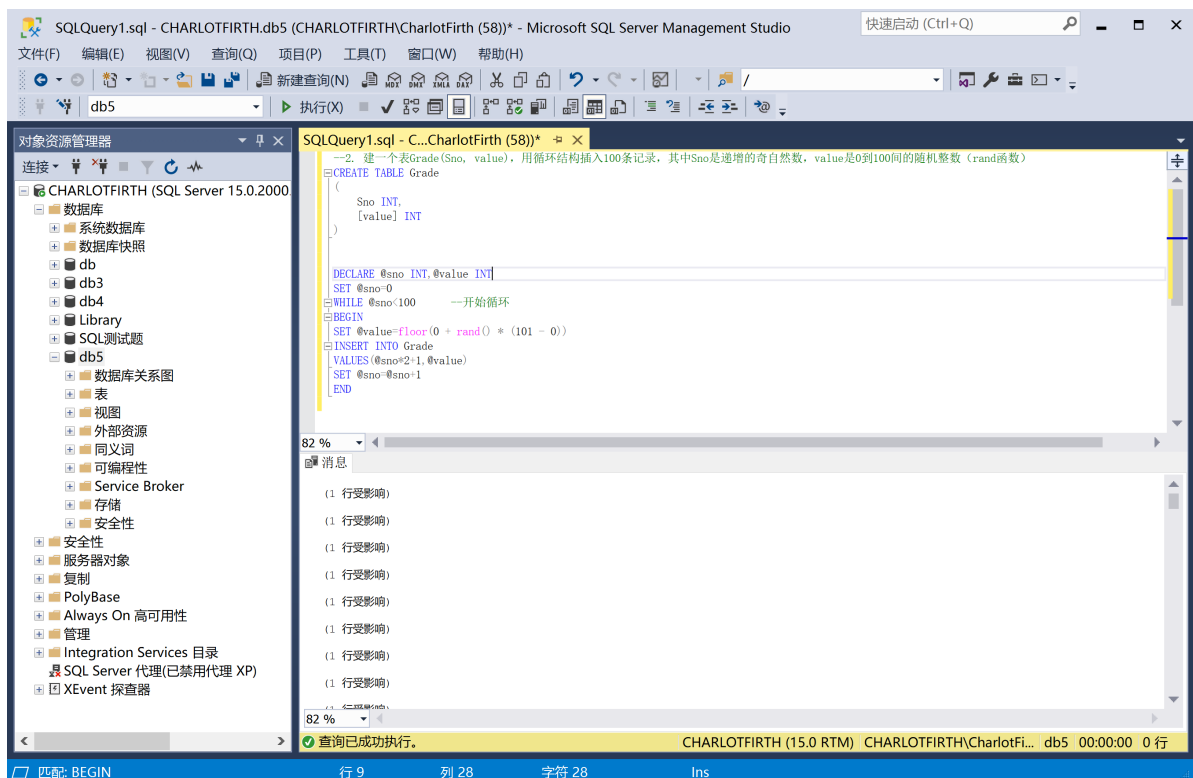 SQLQuery1.sql - CHARLOTFIRTH.db5 (CHARLOTFIRTH\CharlotFirth (58))* - Microsoft SQL Server Management Studio
快速启动 (Ctrl+Q)
文件(F) 编辑(E) 视图(V) 查询(Q) 项目(P) 工具(T) 窗口(W) 帮助(H)
新建查询(N) MDX DMX XMLA DAX /
db5 执行(X)
对象资源管理器
连接
CHARLOTFIRTH (SQL Server 15.0.2000
数据库
系统数据库
数据库快照
db
db3
db4
Library
SQL测试题
db5
数据库关系图
表
视图
外部资源
同义词
可编程性
Service Broker
存储
安全性
安全性
服务器对象
复制
PolyBase
Always On 高可用性
管理
Integration Services 目录
SQL Server 代理(已禁用代理 XP)
XEvent 探查器
SQLQuery1.sql - C...CharlotFirth (58))*
--2. 建一个表Grade(Sno, value)，用循环结构插入100条记录，其中Sno是递增的奇自然数，value是0到100间的随机整数（rand函数）
CREATE TABLE Grade
(
Sno INT,
[value] INT
)
DECLARE @sno INT,@value INT
SET @sno=0
WHILE @sno<100 --开始循环
BEGIN
SET @value=floor(0 + rand() * (101 - 0))
INSERT INTO Grade
VALUES(@sno*2+1,@value)
SET @sno=@sno+1
END
82 %
消息
(1 行受影响)
(1 行受影响)
(1 行受影响)
(1 行受影响)
(1 行受影响)
(1 行受影响)
(1 行受影响)
(1 行受影响)
(1 行受影响)
82 %
查询已成功执行。 CHARLOTFIRTH (15.0 RTM) CHARLOTFIRTH\CharlotFi... db5 00:00:00 0 行
匹配: BEGIN 行 9 列 28 字符 28 Ins